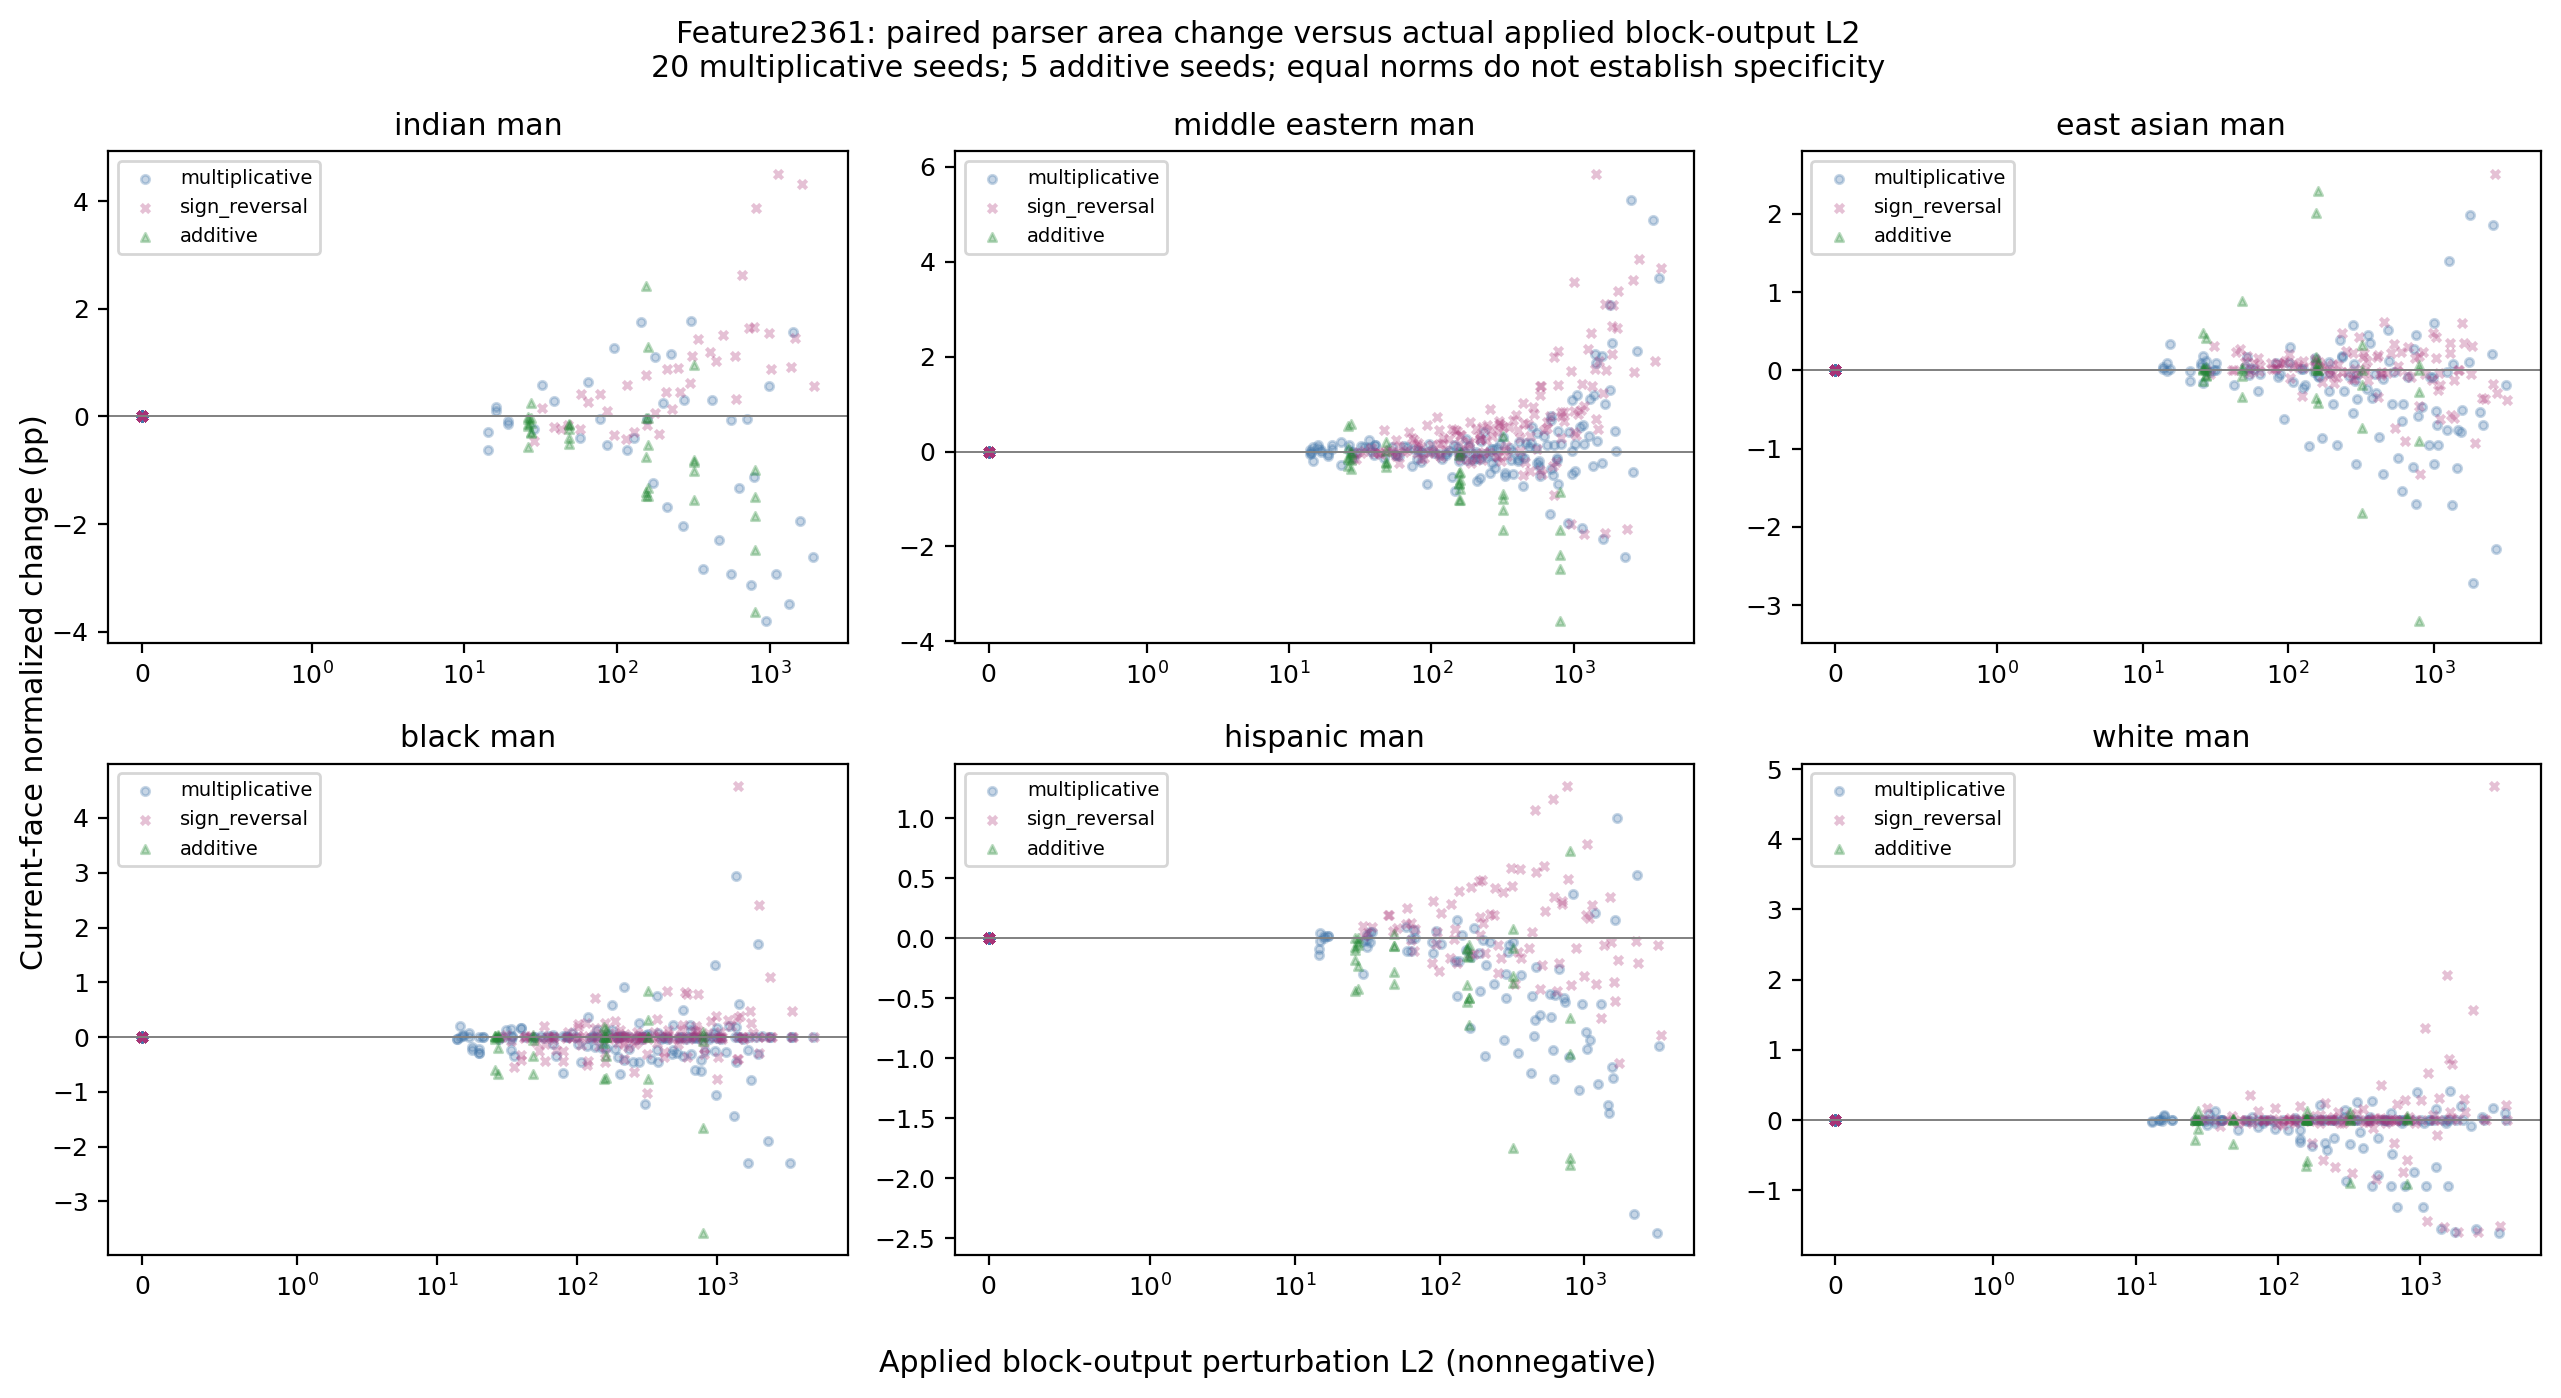 Feature2361: paired parser area change versus actual applied block-output L2
20 multiplicative seeds; 5 additive seeds; equal norms do not establish specificity
Current-face normalized change (pp)
indian man
multiplicative
sign_reversal
additive
4
2
0
−2
−4
0
10⁰
10¹
10²
10³
middle eastern man
multiplicative
sign_reversal
additive
6
4
2
0
−2
−4
0
10⁰
10¹
10²
10³
east asian man
multiplicative
sign_reversal
additive
2
1
0
−1
−2
−3
0
10⁰
10¹
10²
10³
black man
multiplicative
sign_reversal
additive
4
3
2
1
0
−1
−2
−3
0
10⁰
10¹
10²
10³
hispanic man
multiplicative
sign_reversal
additive
1.0
0.5
0.0
−0.5
−1.0
−1.5
−2.0
−2.5
0
10⁰
10¹
10²
10³
white man
multiplicative
sign_reversal
additive
5
4
3
2
1
0
−1
0
10⁰
10¹
10²
10³
Applied block-output perturbation L2 (nonnegative)